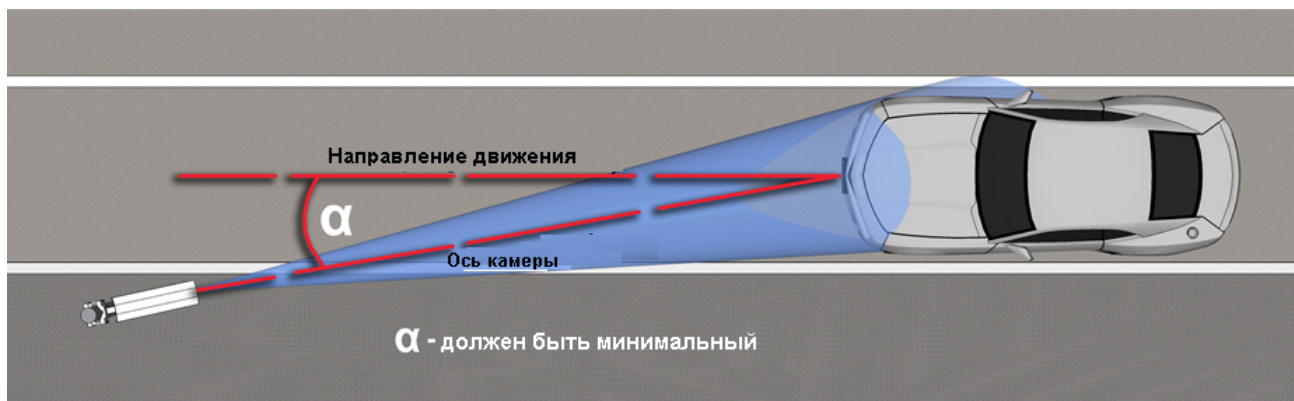 Направление движения
α
Ось камеры
α - должен быть минимальный